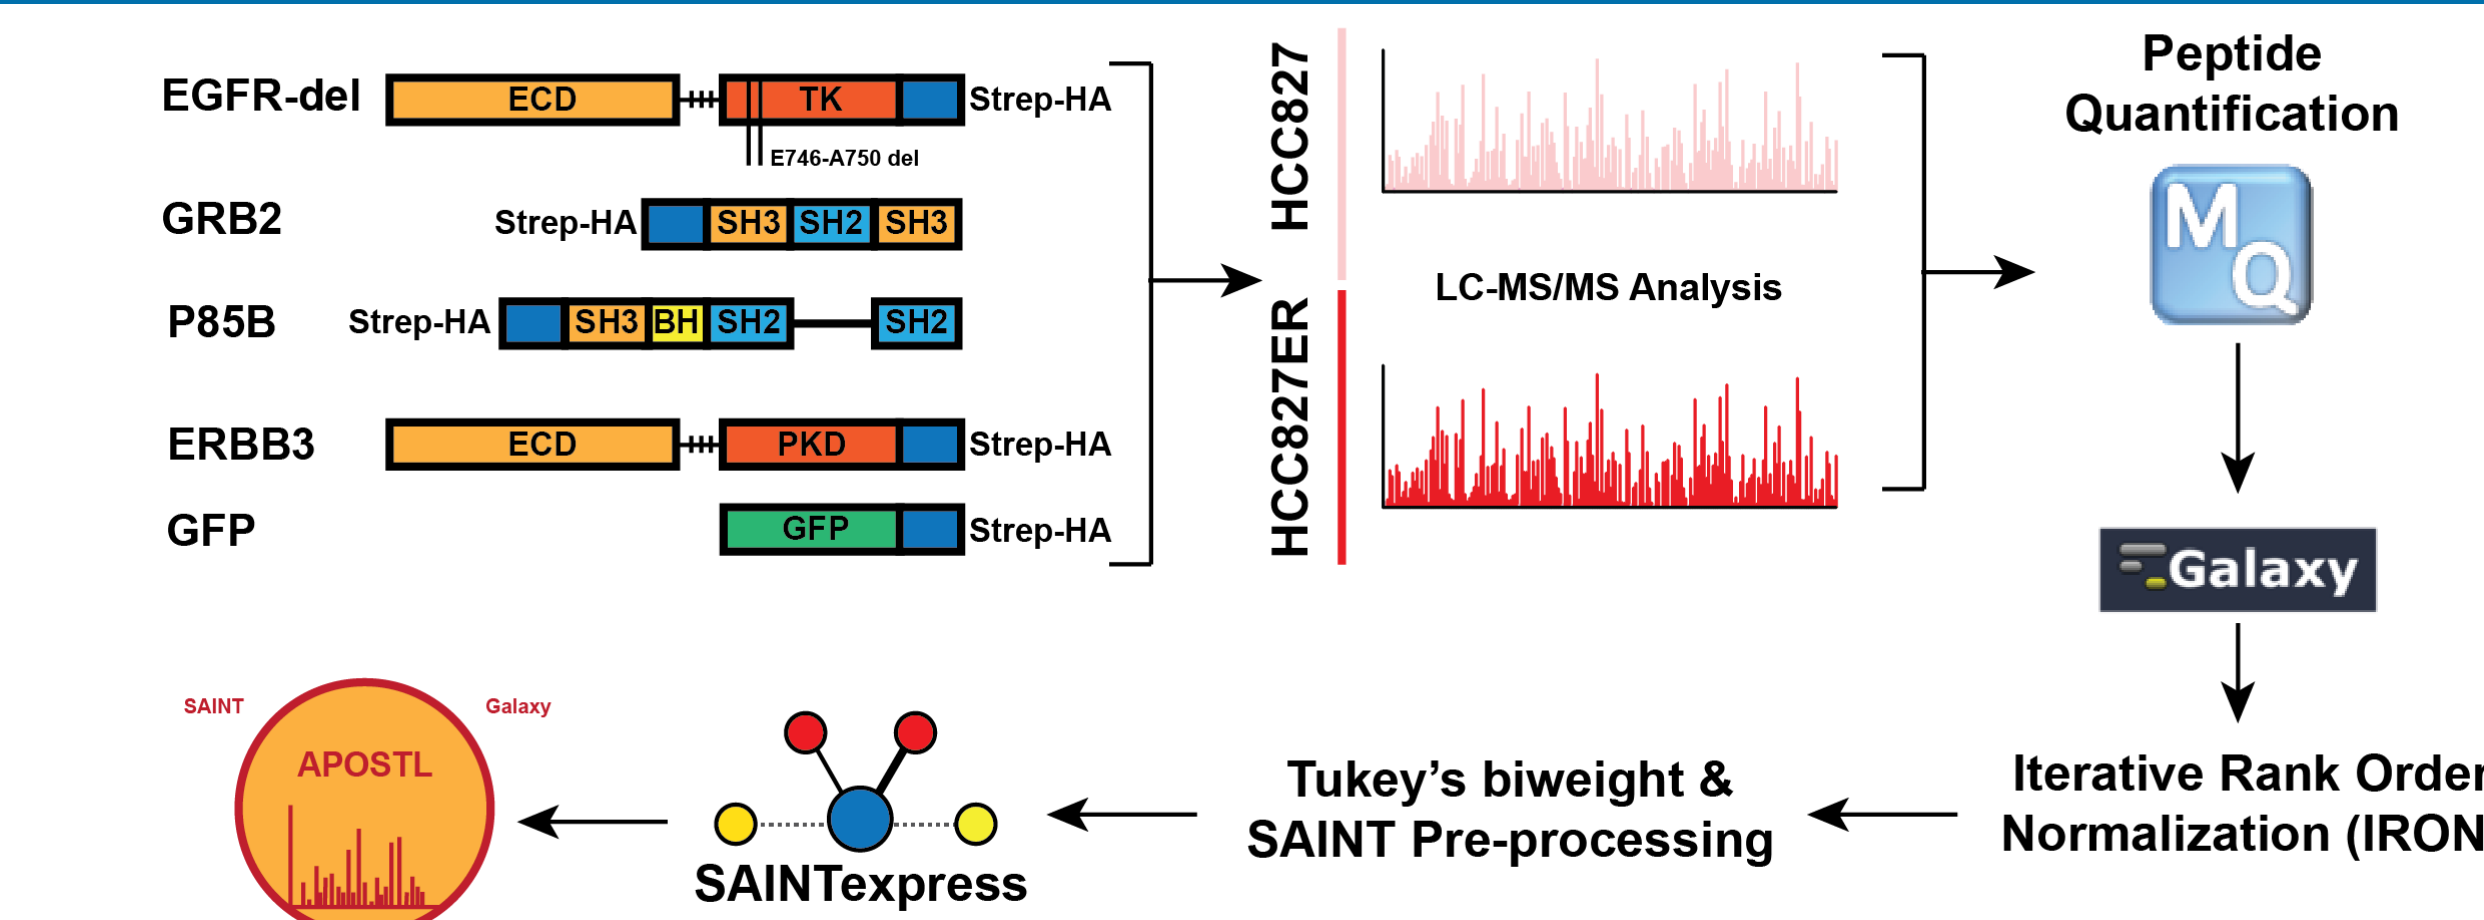 EGFR-del
ECD
TK
Strep-HA
E746-A750 del
GRB2
Strep-HA
SH3
SH2
SH3
P85B
Strep-HA
SH3
BH
SH2
SH2
ERBB3
ECD
PKD
Strep-HA
GFP
GFP
Strep-HA
HCC827
HCC827ER
LC-MS/MS Analysis
Peptide
Quantification
M
Q
Galaxy
Iterative Rank Order
Normalization (IRON
Tukey’s biweight &
SAINT Pre-processing
SAINTexpress
SAINT
Galaxy
APOSTL